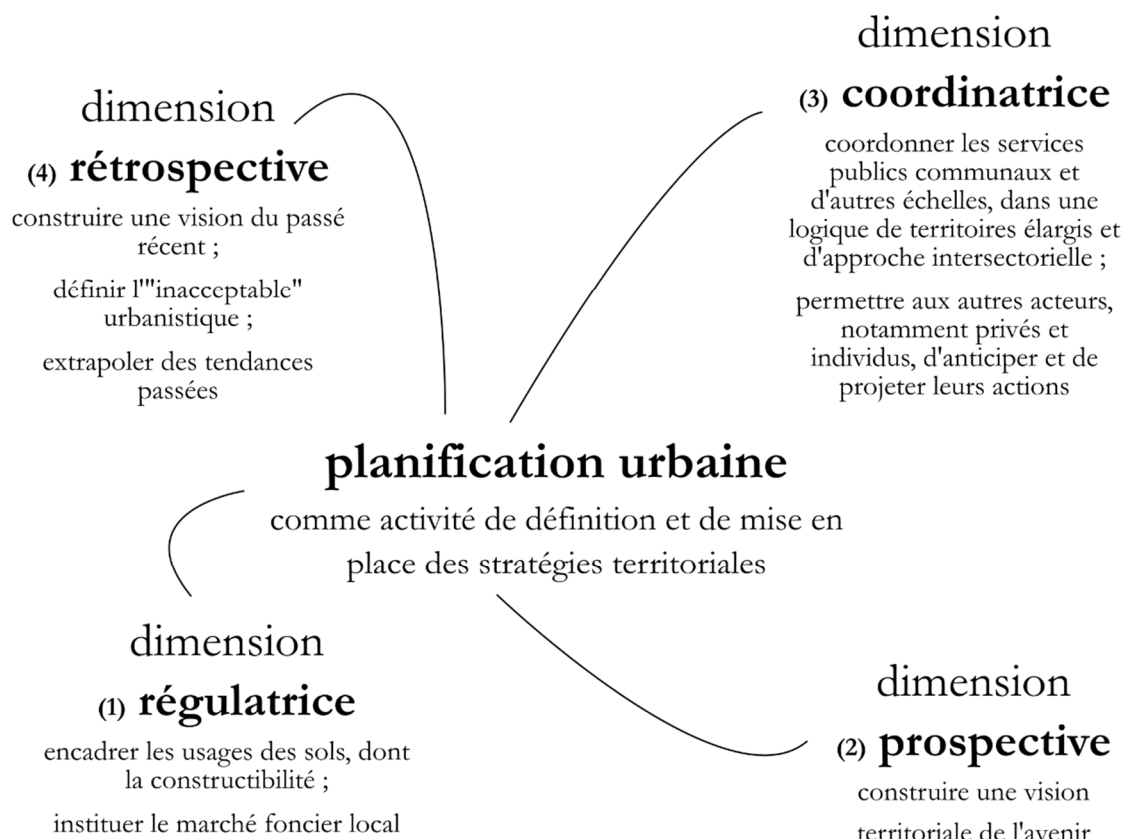 dimension
(4) rétrospective
construire une vision du passé
récent ;
définir l'"inacceptable"
urbanistique ;
extrapoler des tendances
passées
dimension
(3) coordinatrice
coordonner les services
publics communaux et
d'autres échelles, dans une
logique de territoires élargis et
d'approche intersectorielle ;
permettre aux autres acteurs,
notamment privés et
individus, d'anticiper et de
projeter leurs actions
planification urbaine
comme activité de définition et de mise en
place des stratégies territoriales
dimension
(1) régulatrice
encadrer les usages des sols, dont
la constructibilité ;
instituer le marché foncier local
dimension
(2) prospective
construire une vision
territoriale de l'avenir